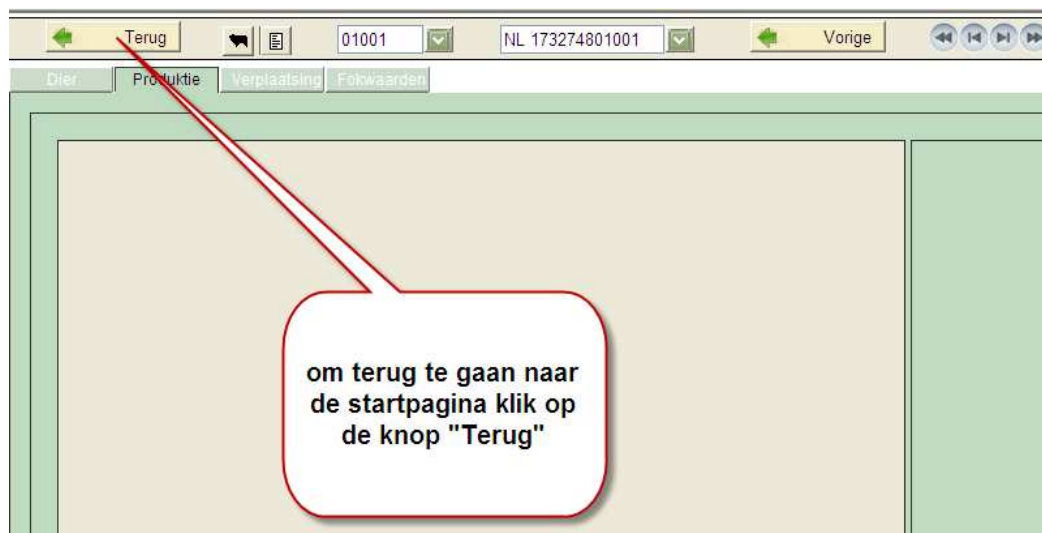 Terug 01001 NL 173274801001 Vorige
Dier Produktie Verplaatsing Fokwaarden
om terug te gaan naar
de startpagina klik op
de knop "Terug"